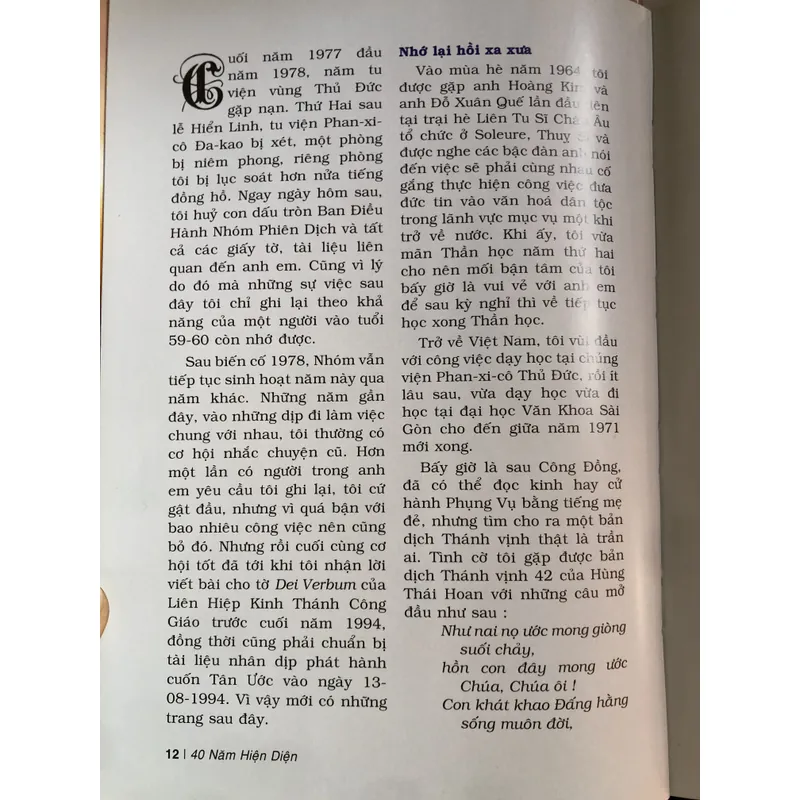 Cuối năm 1977 đầu
năm 1978, năm tu
viện vùng Thủ Đức
gặp nạn. Thứ Hai sau
lễ Hiển Linh, tu viện Phan-xi-
cô Đa-kao bị xét, một phòng
bị niêm phong, riêng phòng
tôi bị lục soát hơn nửa tiếng
đồng hồ. Ngay ngày hôm sau,
tôi huỷ con dấu tròn Ban Điều
Hành Nhóm Phiên Dịch và tất
cả các giấy tờ, tài liệu liên
quan đến anh em. Cũng vì lý
do đó mà những sự việc sau
đây tôi chỉ ghi lại theo khả
năng của một người vào tuổi
59-60 còn nhớ được.
Sau biến cố 1978, Nhóm vẫn
tiếp tục sinh hoạt năm này qua
năm khác. Những năm gần
đây, vào những dịp đi làm việc
chung với nhau, tôi thường có
cơ hội nhắc chuyện cũ. Hơn
một lần có người trong anh
em yêu cầu tôi ghi lại, tôi cứ
gật đầu, nhưng vì quá bận với
bao nhiêu công việc nên cũng
bỏ đó. Nhưng rồi cuối cùng cơ
hội tốt đã tới khi tôi nhận lời
viết bài cho tờ Dei Verbum của
Liên Hiệp Kinh Thánh Công
Giáo trước cuối năm 1994,
đồng thời cũng phải chuẩn bị
tài liệu nhân dịp phát hành
cuốn Tân Ước vào ngày 13-
08-1994. Vì vậy mới có những
trang sau đây.
Nhớ lại hồi xa xưa
Vào mùa hè năm 1964, tôi
được gặp anh Hoàng Kim và
anh Đỗ Xuân Quế lần đầu tiên
tại trại hè Liên Tu Sĩ Châu Âu
tổ chức ở Soleure, Thuỵ Sĩ và
được nghe các bậc đàn anh nói
đến việc sẽ phải cùng nhau cố
gắng thực hiện công việc đưa
đức tin vào văn hoá dân tộc
trong lãnh vực mục vụ một khi
trở về nước. Khi ấy, tôi vừa
mãn Thần học năm thứ hai
cho nên mối bận tâm của tôi
bấy giờ là vui vẻ với anh em
để sau kỳ nghỉ thì về tiếp tục
học xong Thần học.
Trở về Việt Nam, tôi vùi đầu
với công việc dạy học tại chủng
viện Phan-xi-cô Thủ Đức, rồi ít
lâu sau, vừa dạy học vừa đi
học tại đại học Văn Khoa Sài
Gòn cho đến giữa năm 1971
mới xong.
Bấy giờ là sau Công Đồng,
đã có thể đọc kinh hay cử
hành Phụng Vụ bằng tiếng mẹ
đẻ, nhưng tìm cho ra một bản
dịch Thánh vịnh thật là trần
ai. Tình cờ tôi gặp được bản
dịch Thánh vịnh 42 của Hùng
Thái Hoan với những câu mở
đầu như sau :
Như nai nọ ước mong giòng
suối chảy,
hồn con đây mong ước
Chúa, Chúa ôi !
Con khát khao Đấng hằng
sống muôn đời,
12 | 40 Năm Hiện Diện